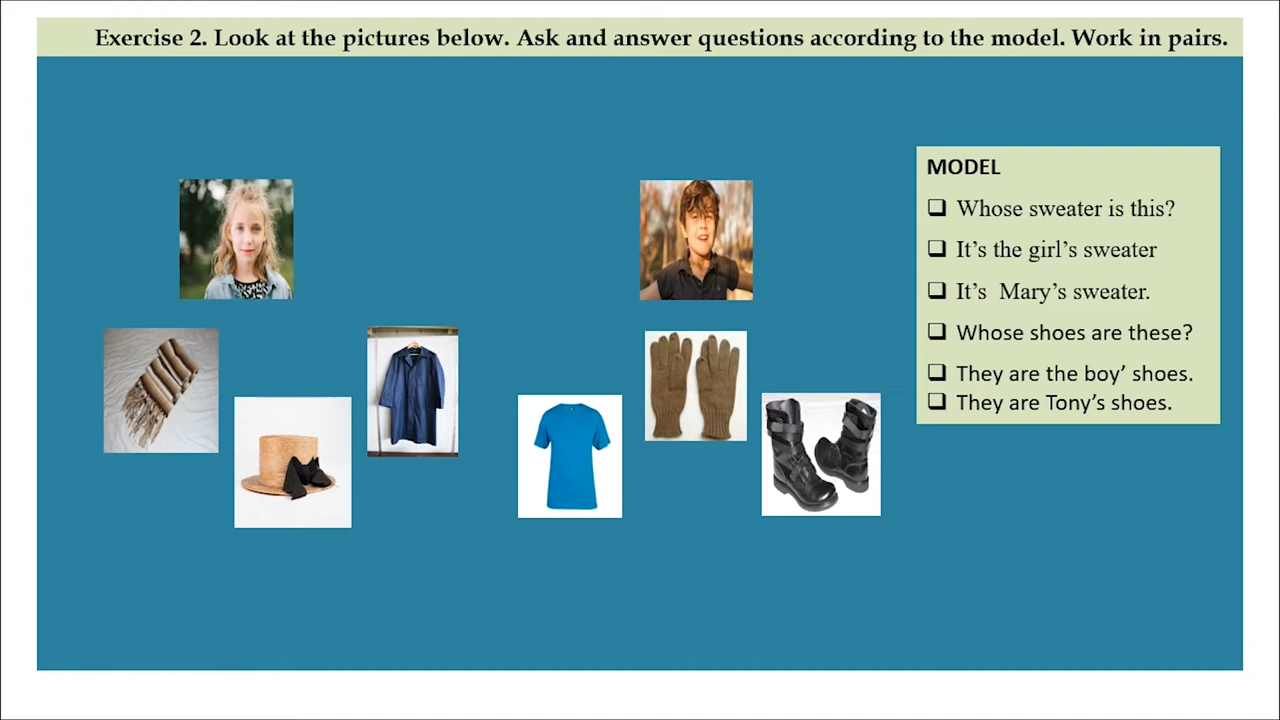 Exercise 2. Look at the pictures below. Ask and answer questions according to the model. Work in pairs.
MODEL
❑ Whose sweater is this?
❑ It’s the girl’s sweater
❑ It’s Mary’s sweater.
❑ Whose shoes are these?
❑ They are the boy’ shoes.
❑ They are Tony’s shoes.